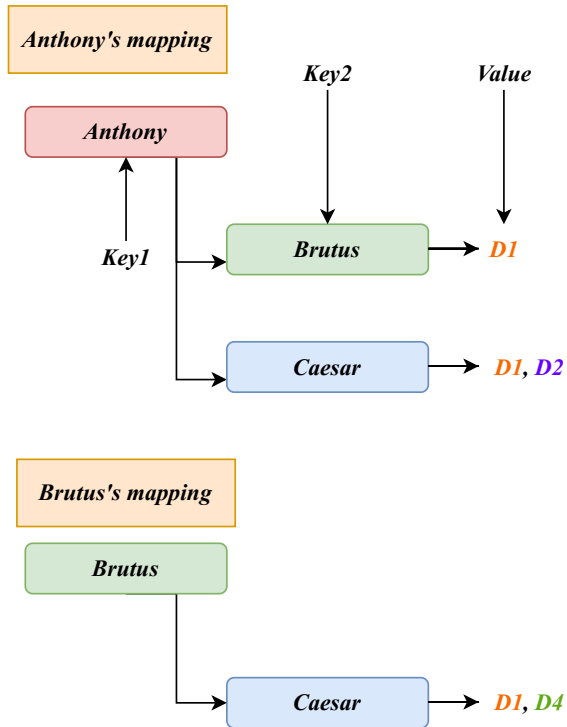 Anthony's mapping
Key2
Value
Anthony
Key1
Brutus
D1
Caesar
D1, D2
Brutus's mapping
Brutus
Caesar
D1, D4